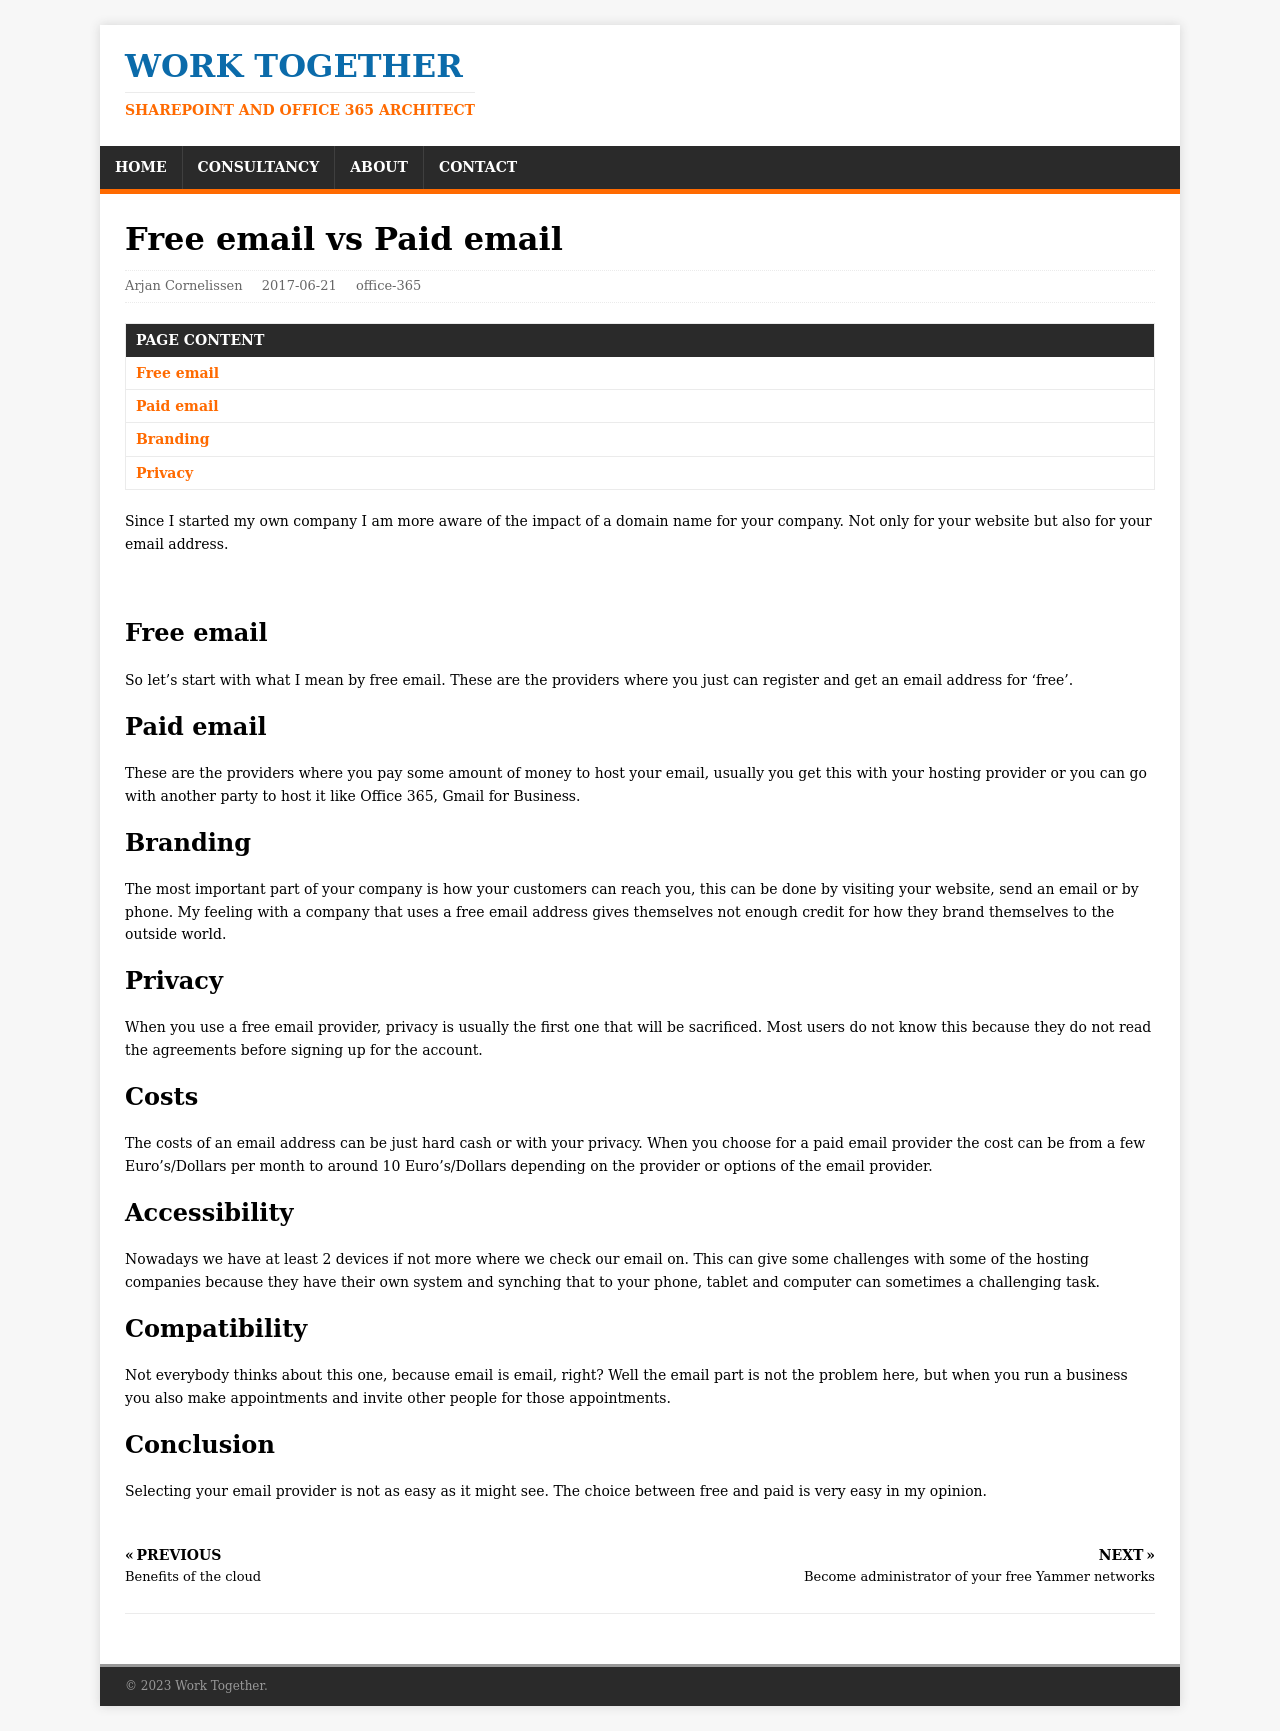 WORK TOGETHER
SHAREPOINT AND OFFICE 365 ARCHITECT
HOME CONSULTANCY ABOUT CONTACT
Free email vs Paid email
Arjan Cornelissen 2017-06-21 office-365
PAGE CONTENT
Free email
Paid email
Branding
Privacy
Since I started my own company I am more aware of the impact of a domain name for your company. Not only for your website but also for your
email address.
Free email
So let’s start with what I mean by free email. These are the providers where you just can register and get an email address for ‘free’.
Paid email
These are the providers where you pay some amount of money to host your email, usually you get this with your hosting provider or you can go
with another party to host it like Office 365, Gmail for Business.
Branding
The most important part of your company is how your customers can reach you, this can be done by visiting your website, send an email or by
phone. My feeling with a company that uses a free email address gives themselves not enough credit for how they brand themselves to the
outside world.
Privacy
When you use a free email provider, privacy is usually the first one that will be sacrificed. Most users do not know this because they do not read
the agreements before signing up for the account.
Costs
The costs of an email address can be just hard cash or with your privacy. When you choose for a paid email provider the cost can be from a few
Euro’s/Dollars per month to around 10 Euro’s/Dollars depending on the provider or options of the email provider.
Accessibility
Nowadays we have at least 2 devices if not more where we check our email on. This can give some challenges with some of the hosting
companies because they have their own system and synching that to your phone, tablet and computer can sometimes a challenging task.
Compatibility
Not everybody thinks about this one, because email is email, right? Well the email part is not the problem here, but when you run a business
you also make appointments and invite other people for those appointments.
Conclusion
Selecting your email provider is not as easy as it might see. The choice between free and paid is very easy in my opinion.
« PREVIOUS NEXT »
Benefits of the cloud Become administrator of your free Yammer networks
© 2023 Work Together.